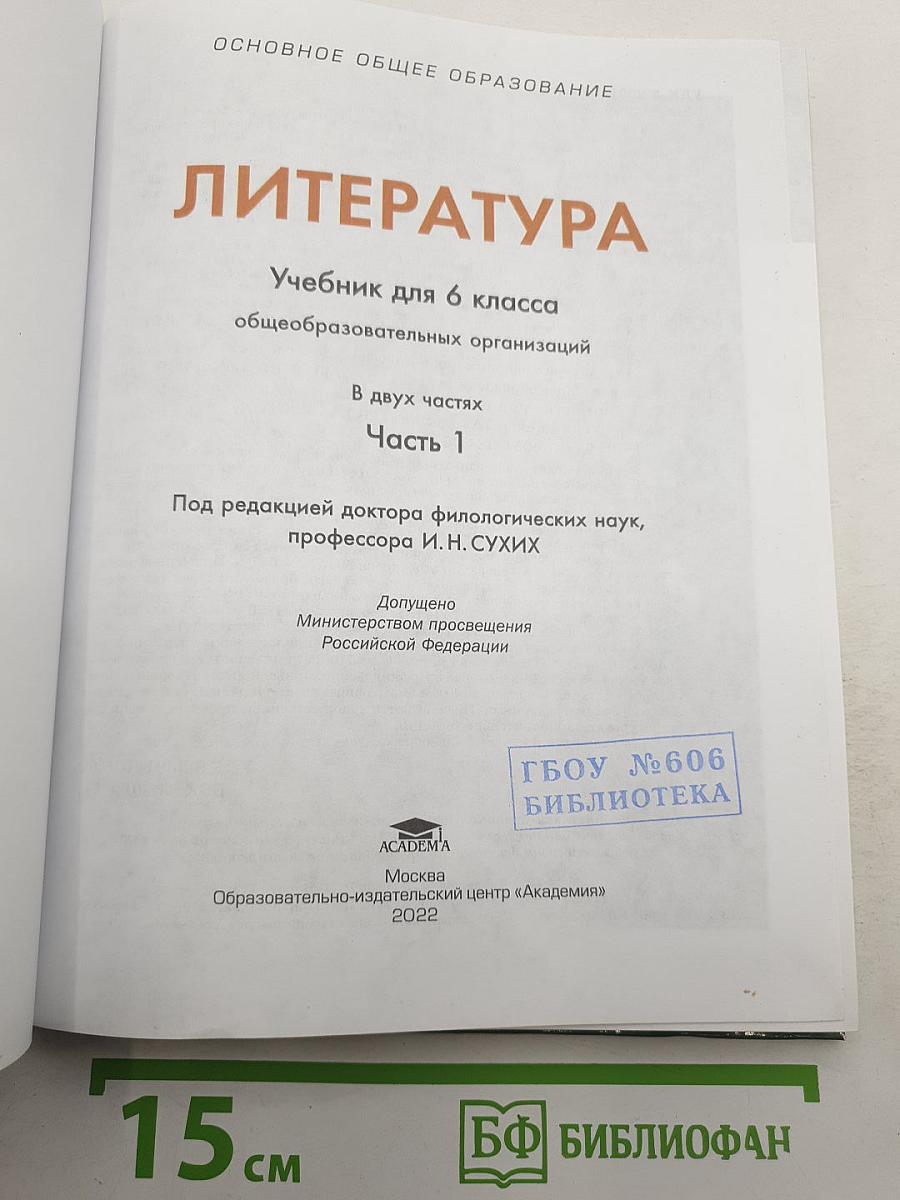 ОСНОВНОЕ ОБЩЕЕ ОБРАЗОВАНИЕ
ЛИТЕРАТУРА
Учебник для 6 класса
общеобразовательных организаций
В двух частях
Часть 1
Под редакцией доктора филологических наук,
профессора И. Н. СУХИХ
Допущено
Министерством просвещения
Российской Федерации
ГБОУ №606
БИБЛИОТЕКА
ACADEMIA
Москва
Образовательно-издательский центр «Академия»
2022
15 см
БФ БИБЛИОФАН